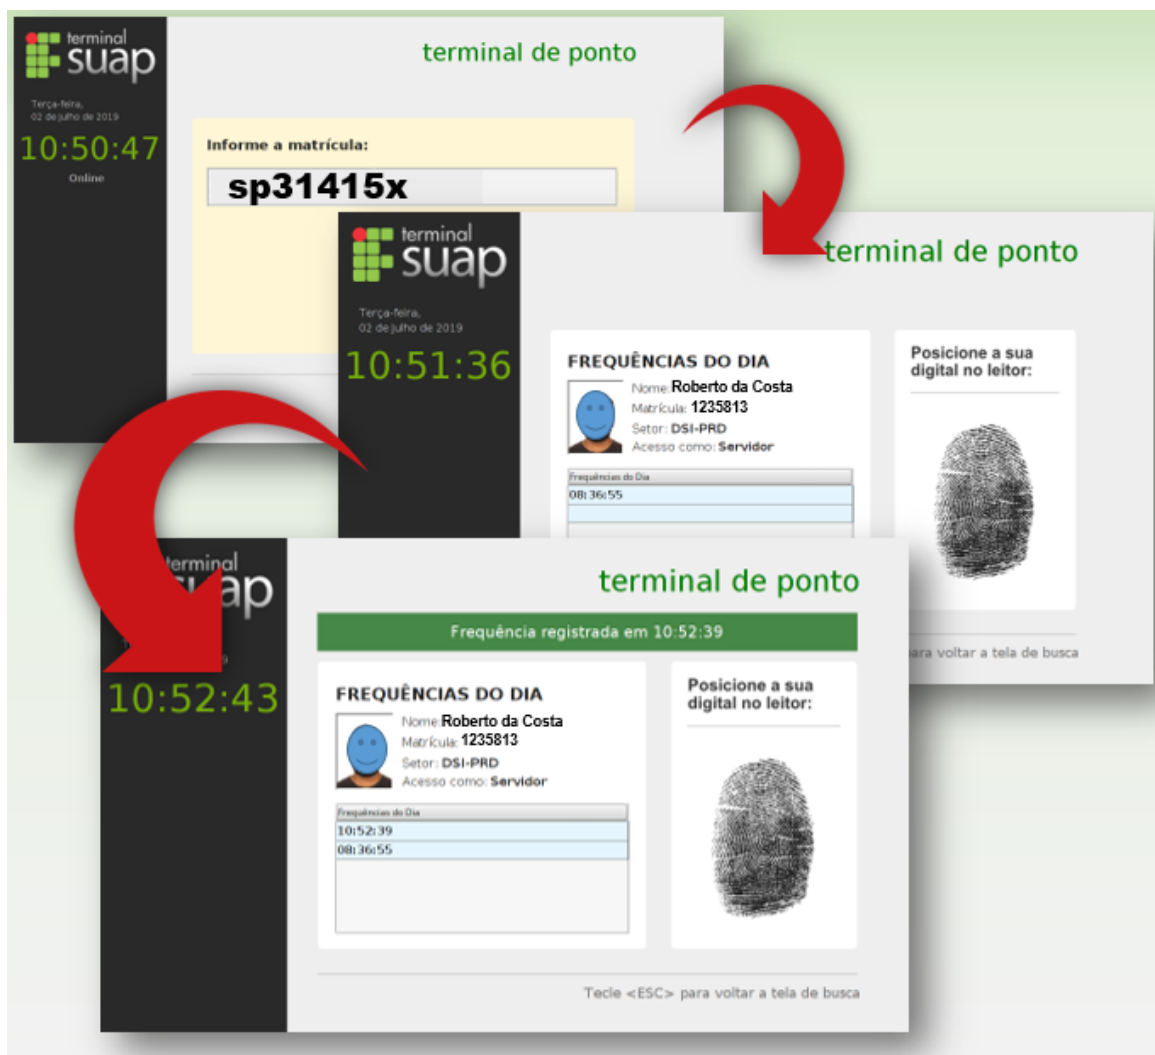 terminal
suap
terminal de ponto
Terça-feira,
02 de julho de 2019
10:50:47
Online
Informe a matrícula:
sp31415x
terminal
suap
terminal de ponto
Terça-feira,
02 de julho de 2019
10:51:36
FREQUÊNCIAS DO DIA
Nome: Roberto da Costa
Matrícula: 1235813
Setor: DSI-PRD
Acesso como: Servidor
Frequências do Dia
08:36:55
Posicione a sua
digital no leitor:
para voltar a tela de busca
terminal
suap
terminal de ponto
9
10:52:43
Frequência registrada em 10:52:39
FREQUÊNCIAS DO DIA
Nome: Roberto da Costa
Matrícula: 1235813
Setor: DSI-PRD
Acesso como: Servidor
Frequências do Dia
10:52:39
08:36:55
Posicione a sua
digital no leitor:
Tecle <ESC> para voltar a tela de busca